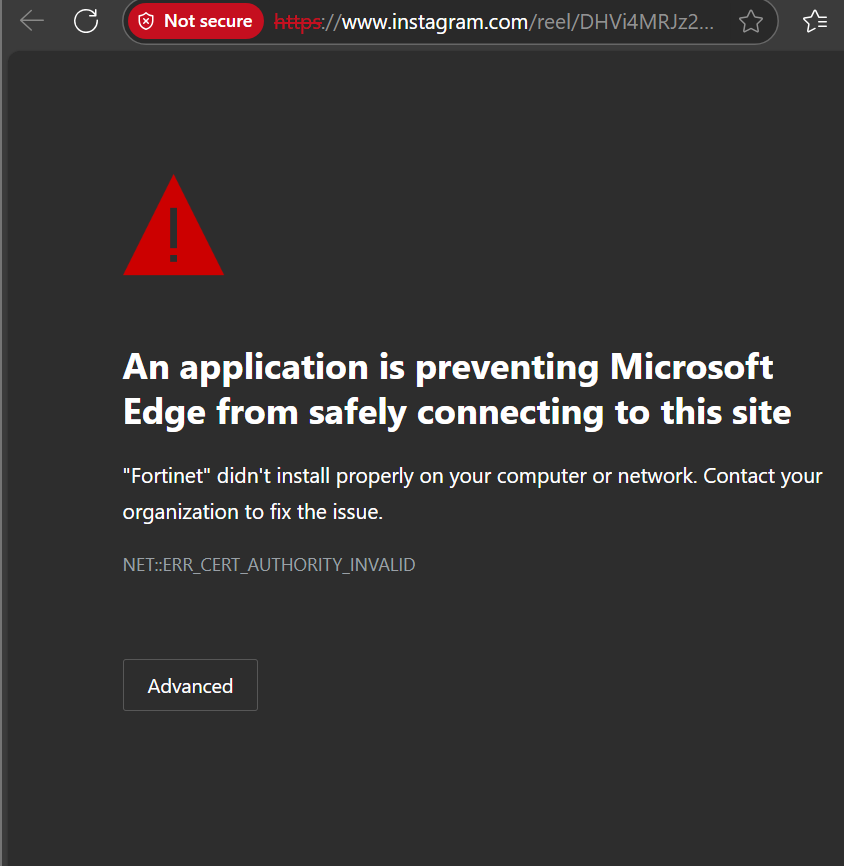 Not secure https://www.instagram.com/reel/DHVi4MRJz2...
!
An application is preventing Microsoft
Edge from safely connecting to this site
"Fortinet" didn't install properly on your computer or network. Contact your
organization to fix the issue.
NET::ERR_CERT_AUTHORITY_INVALID
Advanced